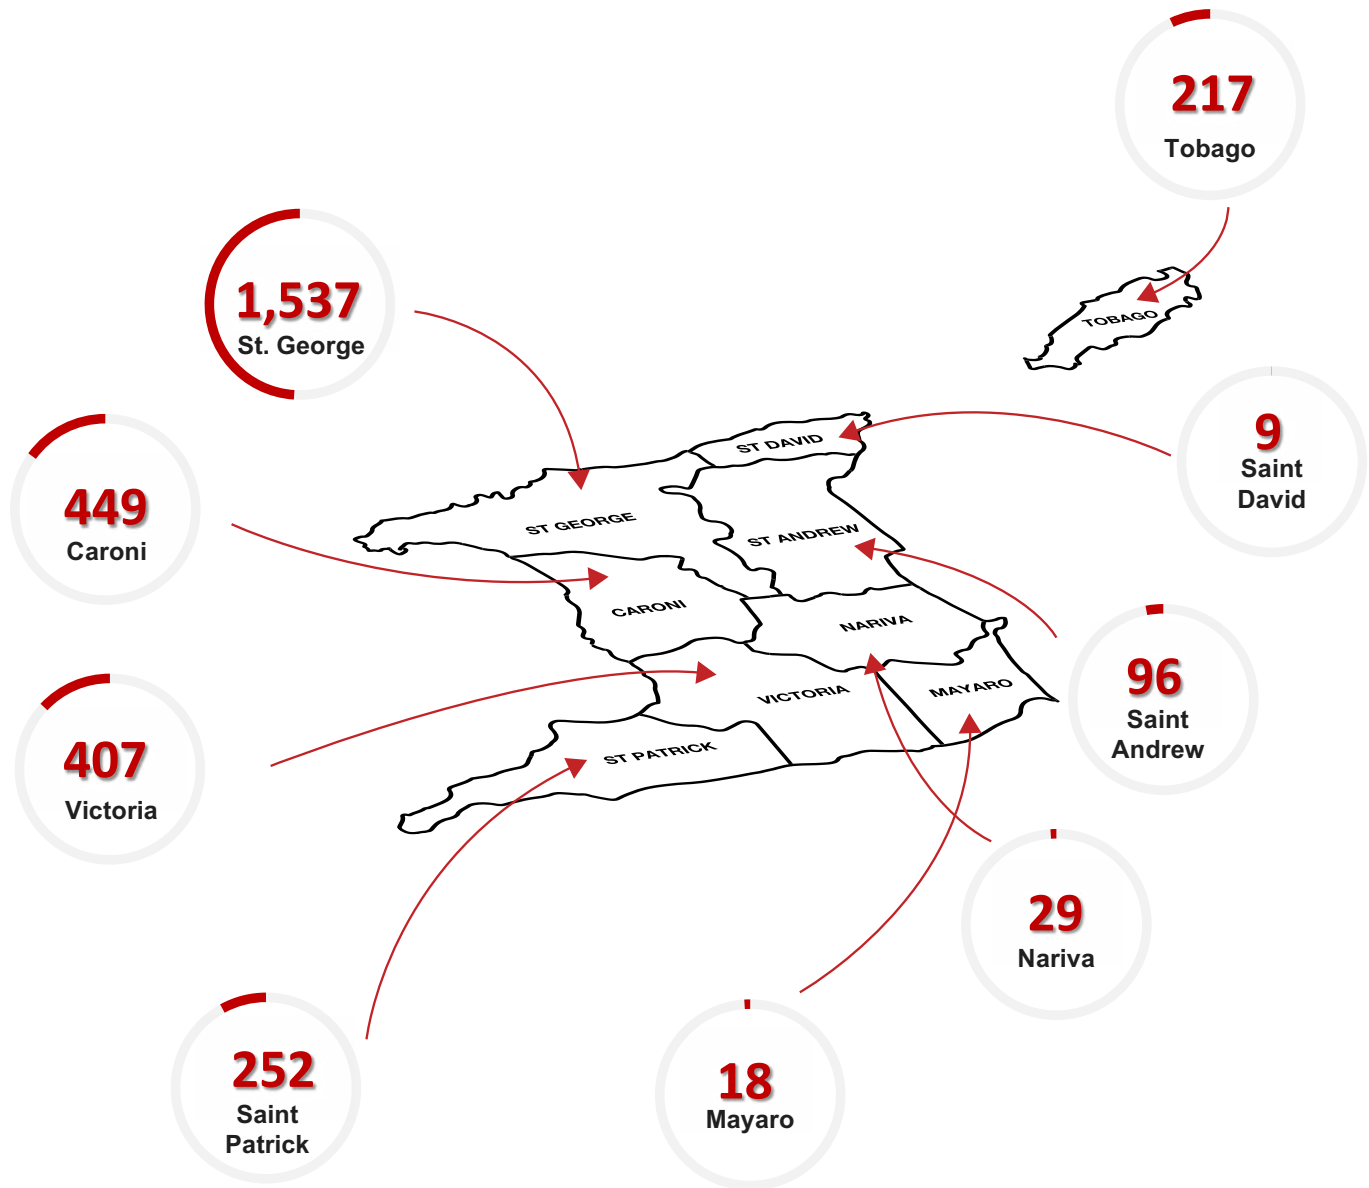 217
Tobago
1,537
St. George
TOBAGO
9
Saint
David
ST DAVID
449
Caroni
ST GEORGE
ST ANDREW
CARONI
NARIVA
96
Saint
Andrew
407
Victoria
VICTORIA
MAYARO
ST PATRICK
29
Nariva
252
Saint
Patrick
18
Mayaro